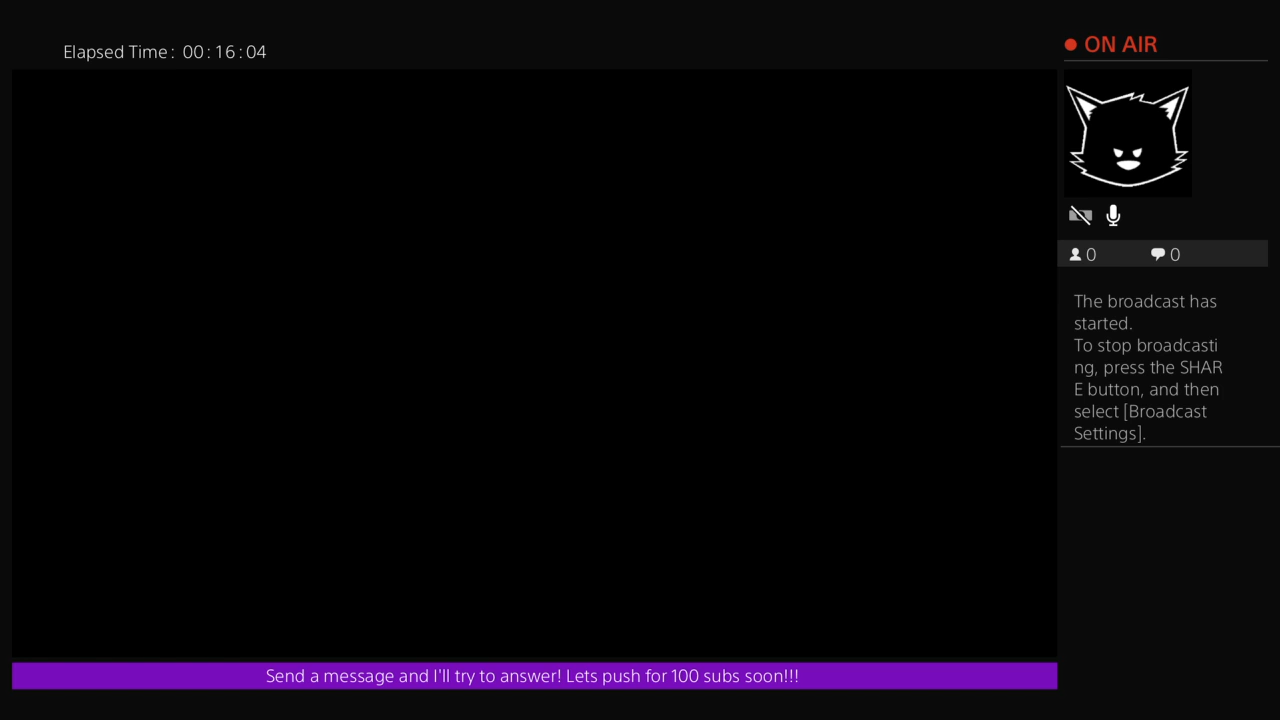 Elapsed Time: 00:16:04
ON AIR
0 0
The broadcast has
started.
To stop broadcasti
ng, press the SHAR
E button, and then
select [Broadcast
Settings].
Send a message and I'll try to answer! Lets push for 100 subs soon!!!